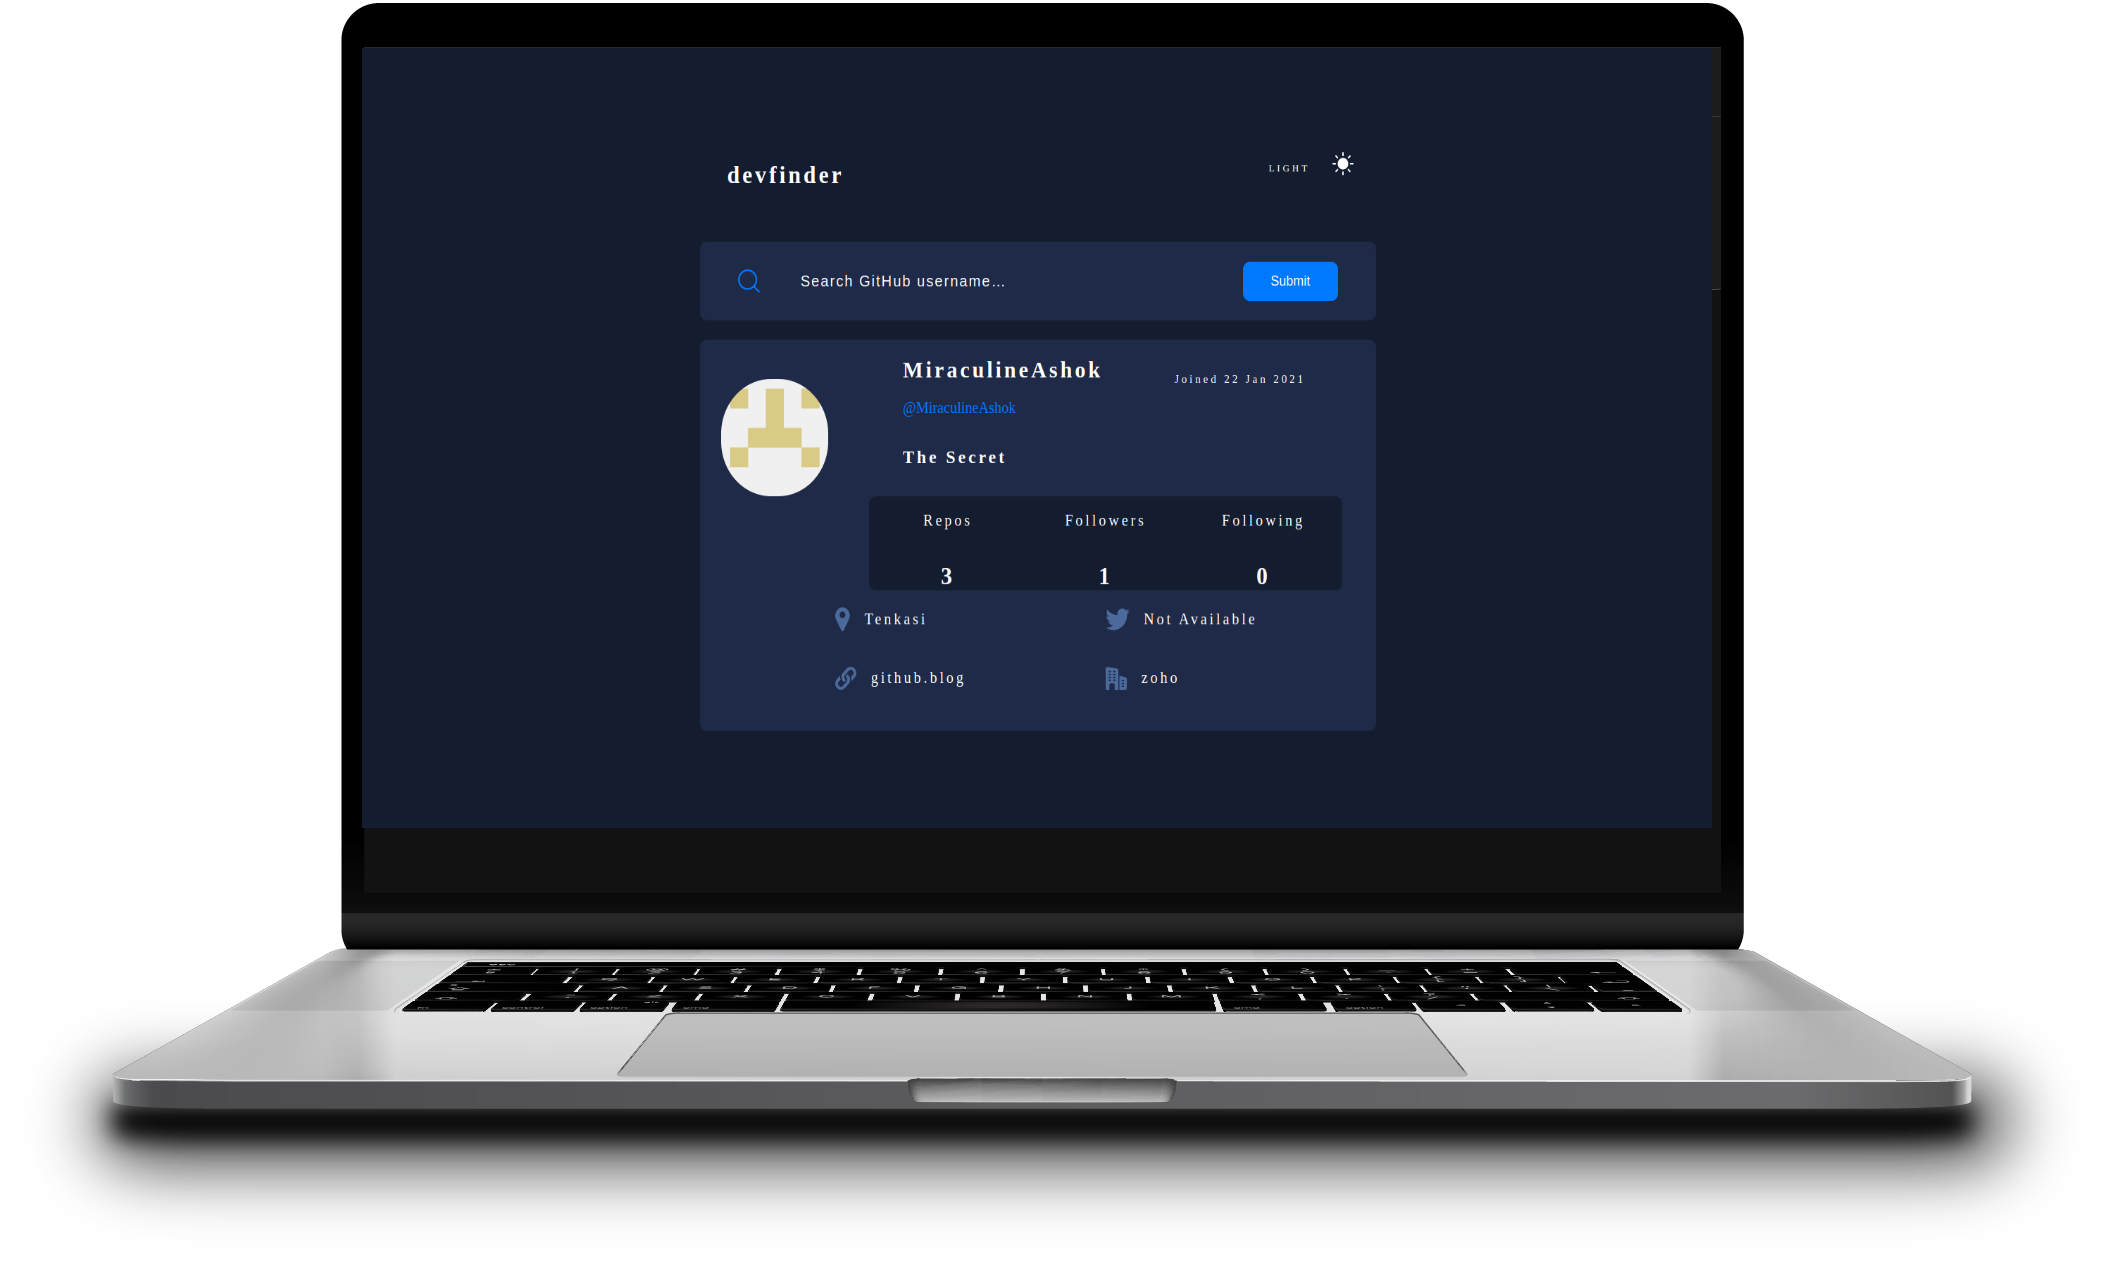 devfinder
LIGHT
Search GitHub username...
Submit
MiraculineAshok
Joined 22 Jan 2021
@MiraculineAshok
The Secret
Repos Followers Following
3 1 0
Tenkasi Not Available
github.blog zoho